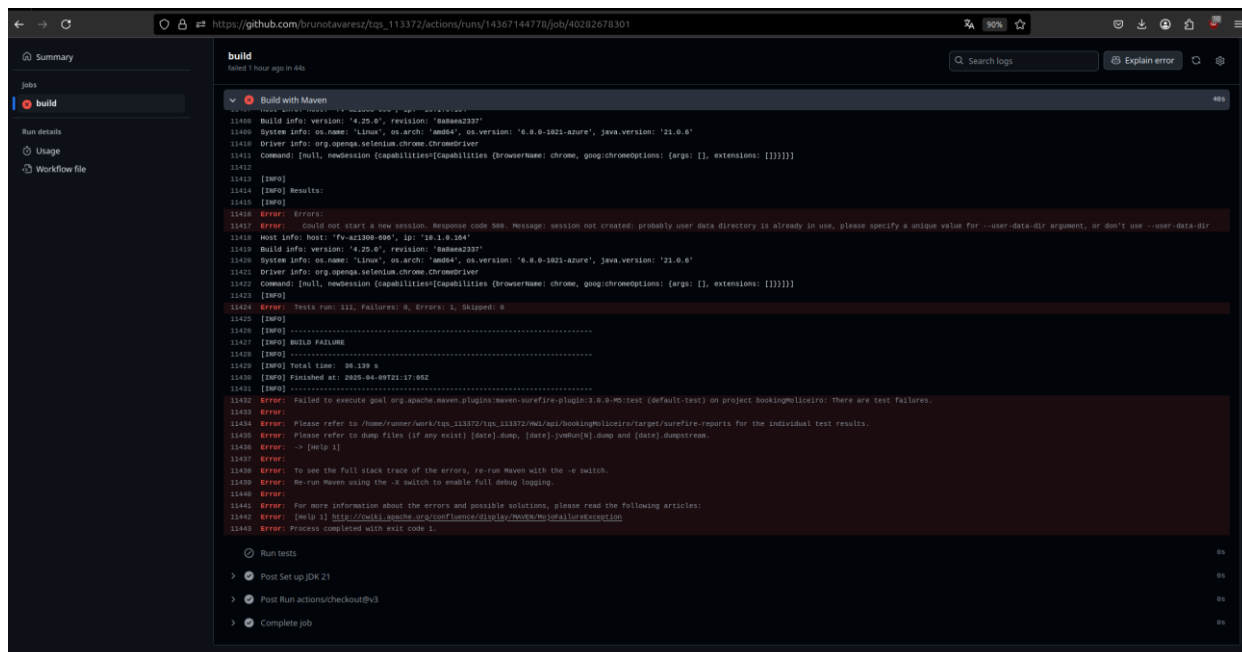 https://github.com/brunotavaresz/tqs_113372/actions/runs/14367144778/job/40282678301
90%
Summary
Jobs
build
Run details
Usage
Workflow file
build
failed 1 hour ago in 44s
Search logs
Explain error
Build with Maven
40s
11408 Build info: version: '4.25.0', revision: '8a8aea2337'
11409 System info: os.name: 'Linux', os.arch: 'amd64', os.version: '6.8.0-1021-azure', java.version: '21.0.6'
11410 Driver info: org.openqa.selenium.chrome.ChromeDriver
11411 Command: [null, newSession {capabilities=[Capabilities {browserName: chrome, goog:chromeOptions: {args: [], extensions: []}}]}]
11412
11413 [INFO]
11414 [INFO] Results:
11415 [INFO]
11416 Error: Errors:
11417 Error: Could not start a new session. Response code 500. Message: session not created: probably user data directory is already in use, please specify a unique value for --user-data-dir argument, or don't use --user-data-dir
11418 Host info: host: 'fv-az1308-696', ip: '10.1.0.164'
11419 Build info: version: '4.25.0', revision: '8a8aea2337'
11420 System info: os.name: 'Linux', os.arch: 'amd64', os.version: '6.8.0-1021-azure', java.version: '21.0.6'
11421 Driver info: org.openqa.selenium.chrome.ChromeDriver
11422 Command: [null, newSession {capabilities=[Capabilities {browserName: chrome, goog:chromeOptions: {args: [], extensions: []}}]}]
11423 [INFO]
11424 Error: Tests run: 111, Failures: 0, Errors: 1, Skipped: 0
11425 [INFO]
11426 [INFO] ------------------------------------------------------------------------
11427 [INFO] BUILD FAILURE
11428 [INFO] ------------------------------------------------------------------------
11429 [INFO] Total time: 36.139 s
11430 [INFO] Finished at: 2025-04-09T21:17:05Z
11431 [INFO] ------------------------------------------------------------------------
11432 Error: Failed to execute goal org.apache.maven.plugins:maven-surefire-plugin:3.0.0-M5:test (default-test) on project bookingMoliceiro: There are test failures.
11433 Error:
11434 Error: Please refer to /home/runner/work/tqs_113372/tqs_113372/HW1/api/bookingMoliceiro/target/surefire-reports for the individual test results.
11435 Error: Please refer to dump files (if any exist) [date].dump, [date]-jvmRun[N].dump and [date].dumpstream.
11436 Error: -> [Help 1]
11437 Error:
11438 Error: To see the full stack trace of the errors, re-run Maven with the -e switch.
11439 Error: Re-run Maven using the -X switch to enable full debug logging.
11440 Error:
11441 Error: For more information about the errors and possible solutions, please read the following articles:
11442 Error: [Help 1] http://cwiki.apache.org/confluence/display/MAVEN/MojoFailureException
11443 Error: Process completed with exit code 1.
Run tests
0s
Post Set up JDK 21
0s
Post Run actions/checkout@v3
0s
Complete job
0s